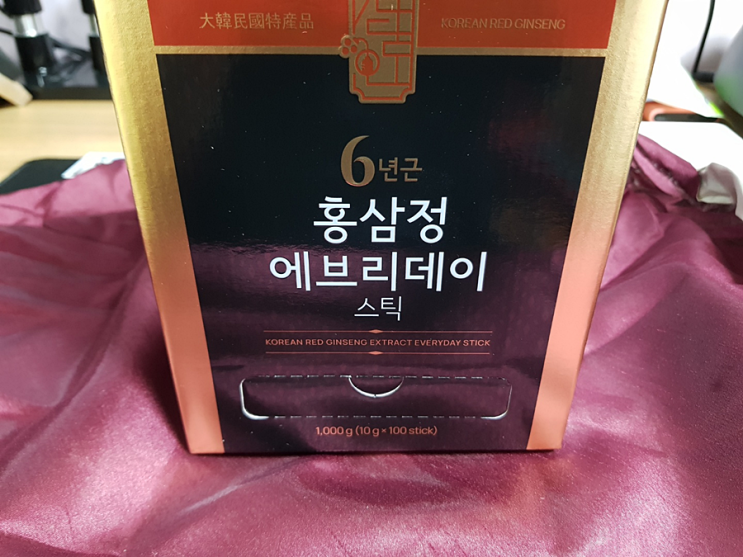 大韓民國特産品
KOREAN RED GINSENG
6년근
홍삼정
에브리데이
스틱
KOREAN RED GINSENG EXTRACT EVERYDAY STICK
1,000 g (10 g × 100 stick)